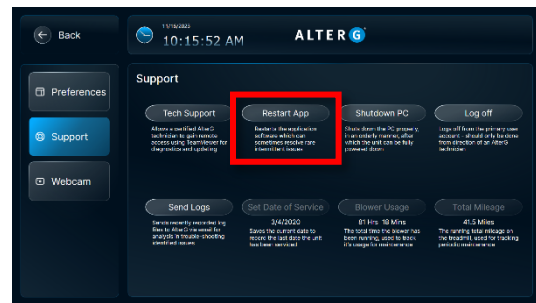 Back
11/18/2025
10:15:52 AM
ALTER G
Preferences
Support
Webcam
Support
Tech Support
Allows a certified AlterG
technician to gain remote
access using TeamViewer for
diagnostics and updating
Restart App
Restarts the application
software which can
sometimes resolve rare
intermittent issues
Shutdown PC
Shuts down the PC properly,
in an orderly manner, after
which the unit can be fully
powered down
Log off
Logs off from the primary user
account - should only be done
from direction of an AlterG
technician
Send Logs
Sends recently recorded log
files to AlterG via email for
analysis in trouble-shooting
identified issues
Set Date of Service
3/4/2020
Saves the current date to
record the last date the unit
has been serviced
Blower Usage
81 Hrs 18 Mins
The total time the blower has
been running, used to track
it's usage for maintenance
Total Mileage
41.5 Miles
The running total mileage on
the treadmill, used for tracking
periodic maintenance